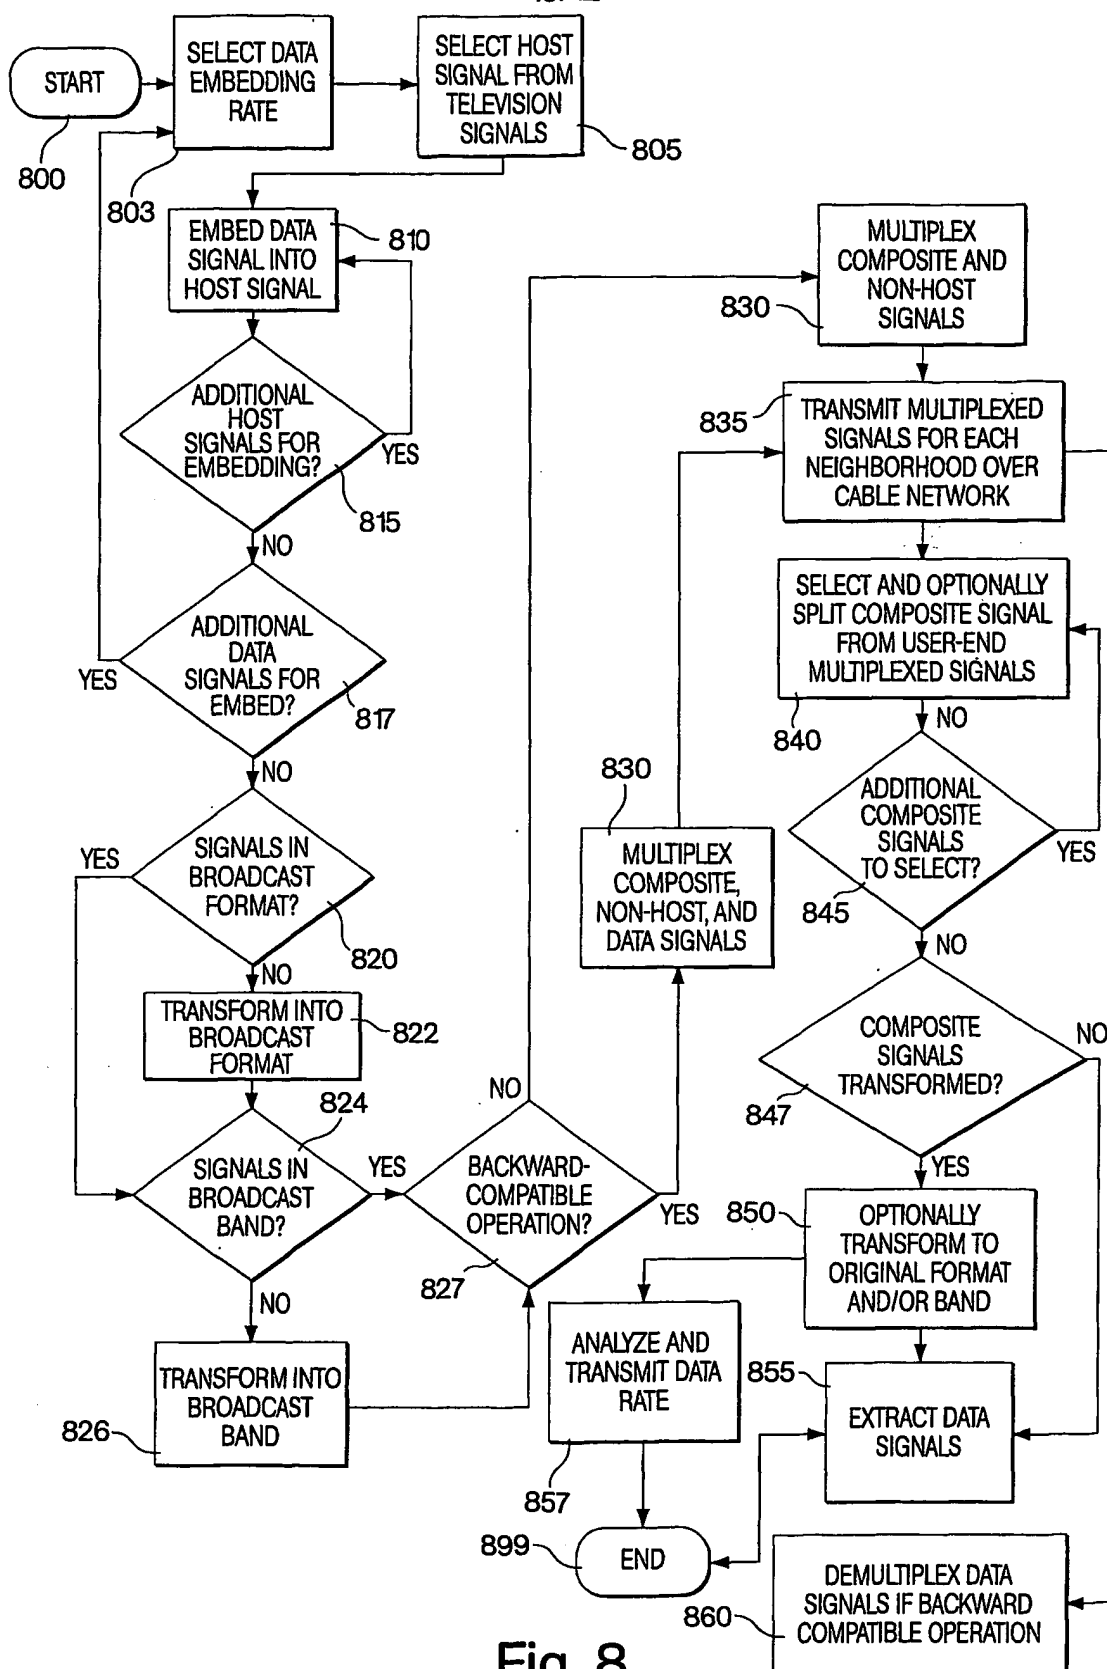 START
800
SELECT DATA
EMBEDDING
RATE
803
SELECT HOST
SIGNAL FROM
TELEVISION
SIGNALS
805
EMBED DATA
SIGNAL INTO
HOST SIGNAL
810
ADDITIONAL
HOST
SIGNALS FOR
EMBEDDING?
YES
815
NO
ADDITIONAL
DATA
SIGNALS FOR
EMBED?
YES
817
NO
SIGNALS IN
BROADCAST
FORMAT?
YES
820
NO
TRANSFORM INTO
BROADCAST
FORMAT
822
824
SIGNALS IN
BROADCAST
BAND?
YES
NO
TRANSFORM INTO
BROADCAST
BAND
826
BACKWARD-
COMPATIBLE
OPERATION?
NO
YES
827
830
MULTIPLEX
COMPOSITE,
NON-HOST, AND
DATA SIGNALS
MULTIPLEX
COMPOSITE AND
NON-HOST
SIGNALS
830
835
TRANSMIT MULTIPLEXED
SIGNALS FOR EACH
NEIGHBORHOOD OVER
CABLE NETWORK
SELECT AND OPTIONALLY
SPLIT COMPOSITE SIGNAL
FROM USER-END
MULTIPLEXED SIGNALS
840
NO
ADDITIONAL
COMPOSITE
SIGNALS
TO SELECT?
YES
845
NO
COMPOSITE
SIGNALS
TRANSFORMED?
NO
847
YES
850
OPTIONALLY
TRANSFORM TO
ORIGINAL FORMAT
AND/OR BAND
ANALYZE AND
TRANSMIT DATA
RATE
857
855
EXTRACT DATA
SIGNALS
899
END
DEMULTIPLEX DATA
SIGNALS IF BACKWARD
COMPATIBLE OPERATION
860
Fig. 8